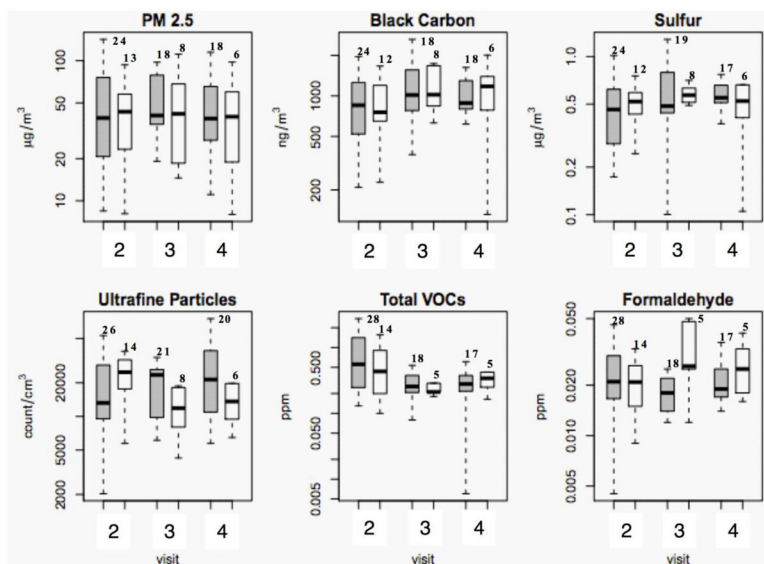 PM 2.5
24 13 18 8 18 6
100
50
20
10
µg/m³
2 3 4
Black Carbon
24 12 18 8 18 6
1000
500
200
ng/m³
2 3 4
Sulfur
24 12 19 8 17 6
1.0
0.5
0.2
0.1
µg/m³
2 3 4
Ultrafine Particles
26 14 21 8 20 6
20000
5000
2000
count/cm³
2 3 4
visit
Total VOCs
28 14 18 5 17 5
0.500
0.050
0.005
ppm
2 3 4
visit
Formaldehyde
28 14 18 5 17 5
0.050
0.020
0.010
0.005
ppm
2 3 4
visit